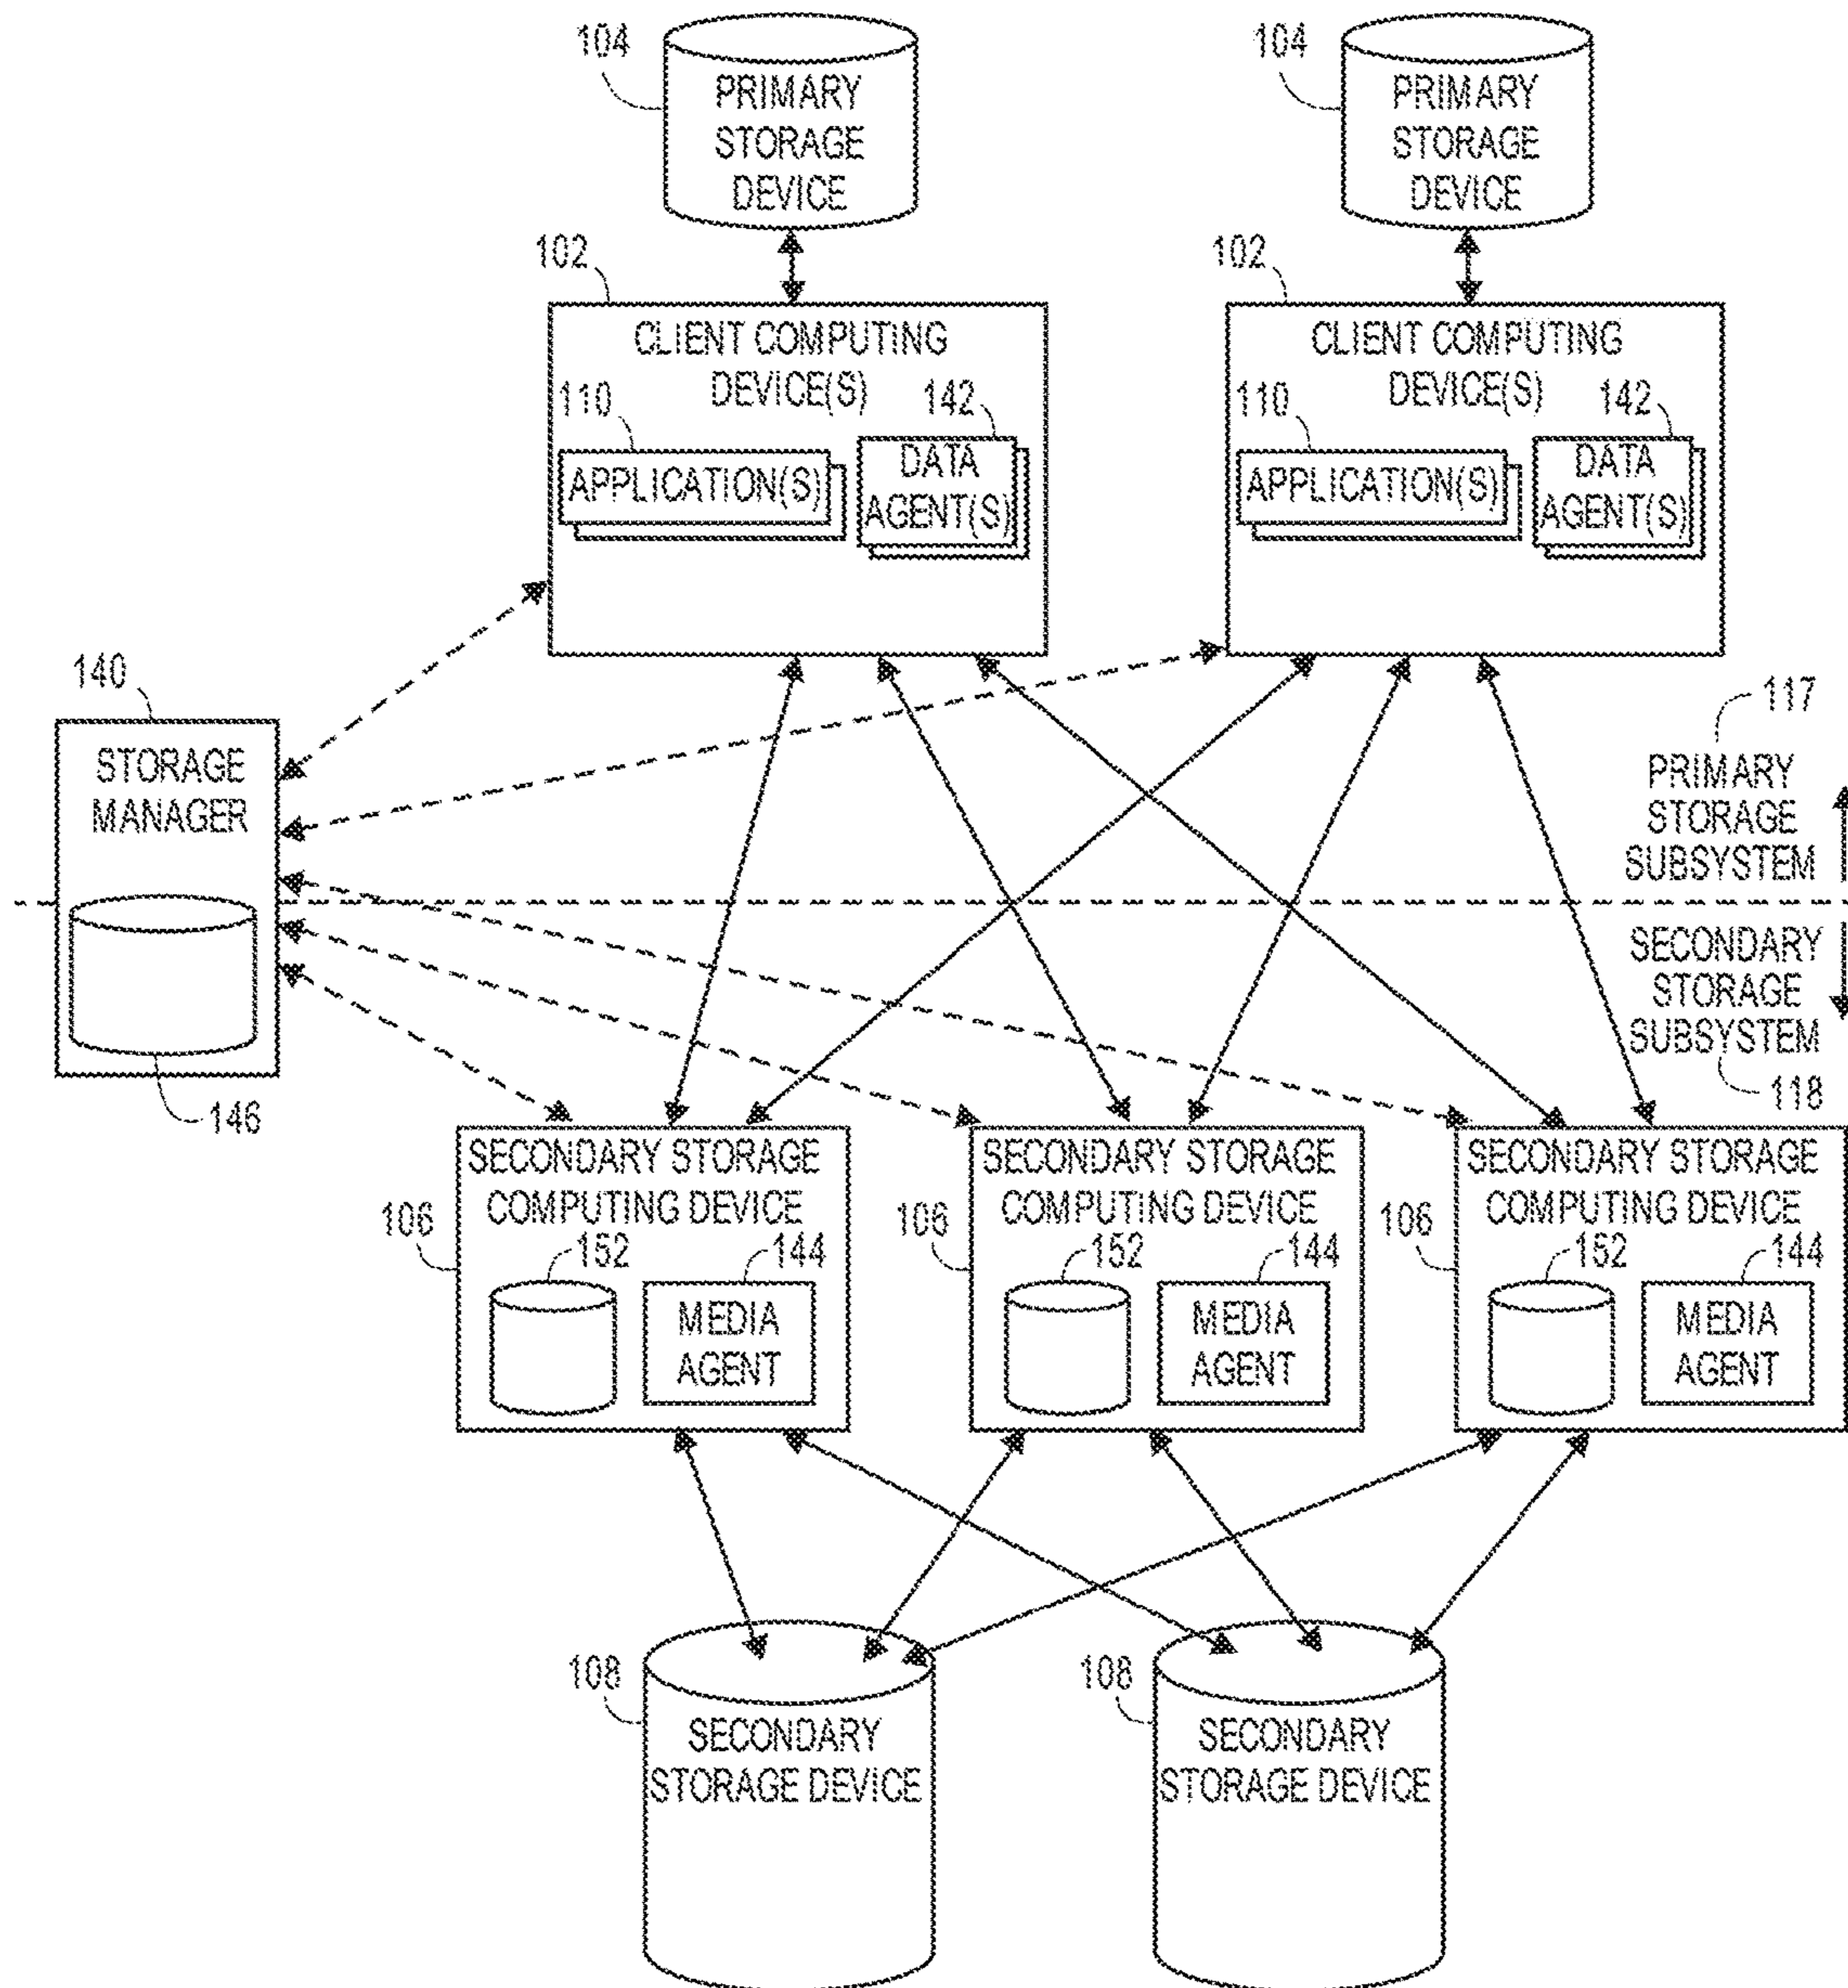 104
PRIMARY
STORAGE
DEVICE
104
PRIMARY
STORAGE
DEVICE
102
CLIENT COMPUTING
DEVICE(S)
110
142
APPLICATION(S)
DATA
AGENT(S)
102
CLIENT COMPUTING
DEVICE(S)
110
142
APPLICATION(S)
DATA
AGENT(S)
140
STORAGE
MANAGER
146
117
PRIMARY
STORAGE
SUBSYSTEM
SECONDARY
STORAGE
SUBSYSTEM
118
106
SECONDARY STORAGE
COMPUTING DEVICE
152
144
MEDIA
AGENT
106
SECONDARY STORAGE
COMPUTING DEVICE
152
144
MEDIA
AGENT
106
SECONDARY STORAGE
COMPUTING DEVICE
152
144
MEDIA
AGENT
108
SECONDARY
STORAGE DEVICE
108
SECONDARY
STORAGE DEVICE